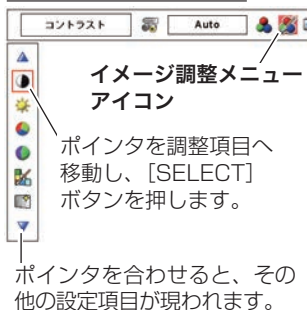 コントラスト Auto
イメージ調整メニュー
アイコン
ポインタを調整項目へ
移動し、[SELECT]
ボタンを押します。
ポインタを合わせると、その
他の設定項目が現われます。